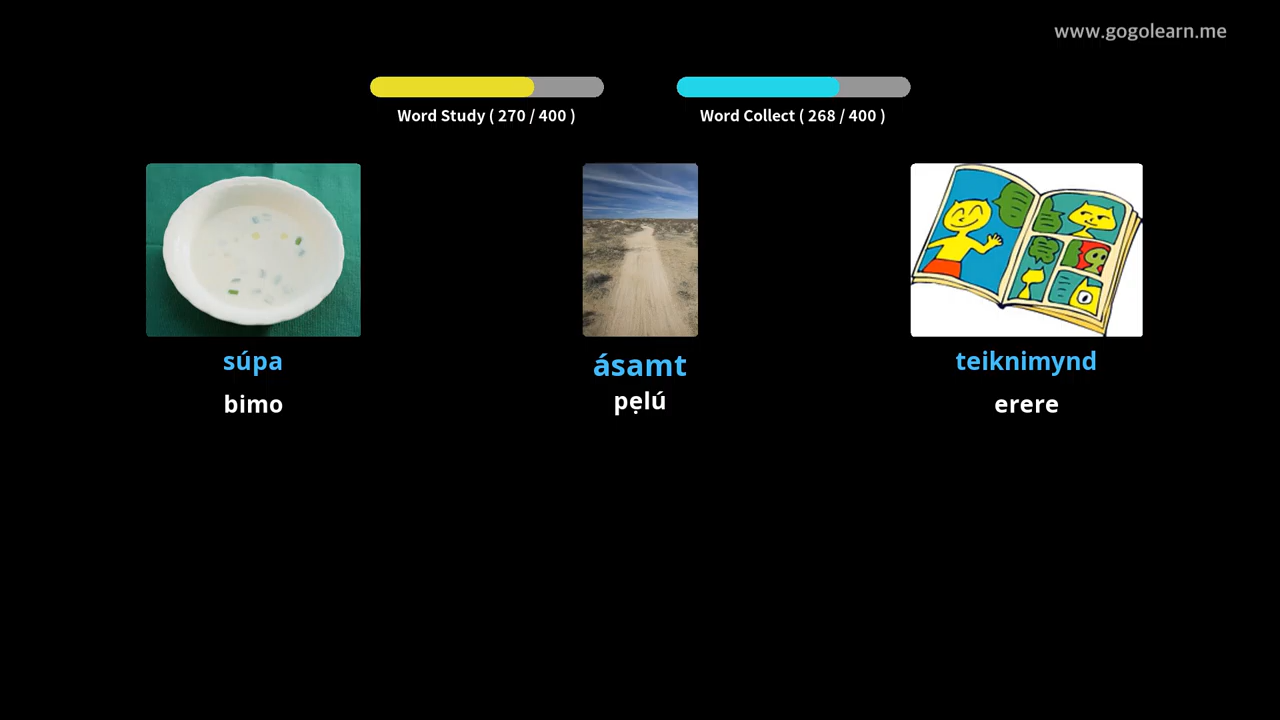 www.gogolearn.me
Word Study ( 270 / 400 )
Word Collect ( 268 / 400 )
súpa
ásamt
teiknimynd
bimo
pẹlú
erere